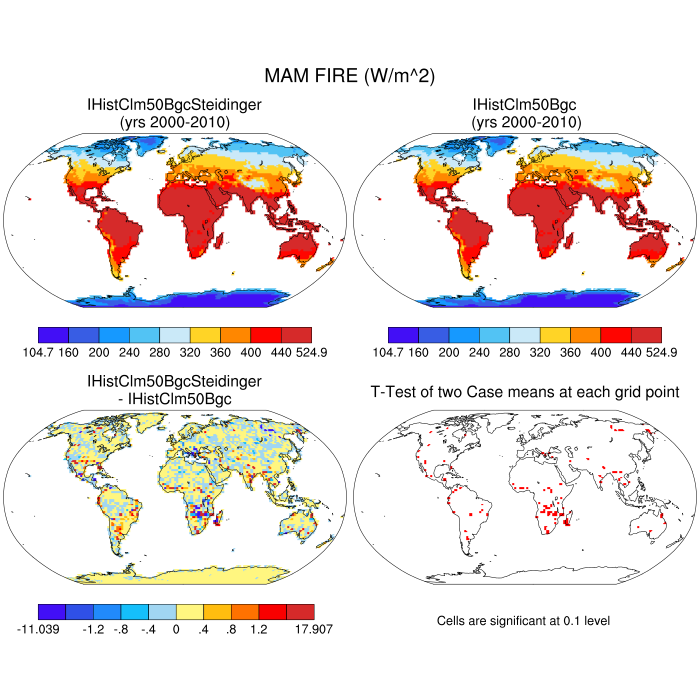 MAM FIRE (W/m^2)
IHistClm50BgcSteidinger
(yrs 2000-2010)
IHistClm50Bgc
(yrs 2000-2010)
104.7 160 200 240 280 320 360 400 440 524.9
104.7 160 200 240 280 320 360 400 440 524.9
IHistClm50BgcSteidinger
- IHistClm50Bgc
T-Test of two Case means at each grid point
-11.039 -1.2 -.8 -.4 0 .4 .8 1.2 17.907
Cells are significant at 0.1 level